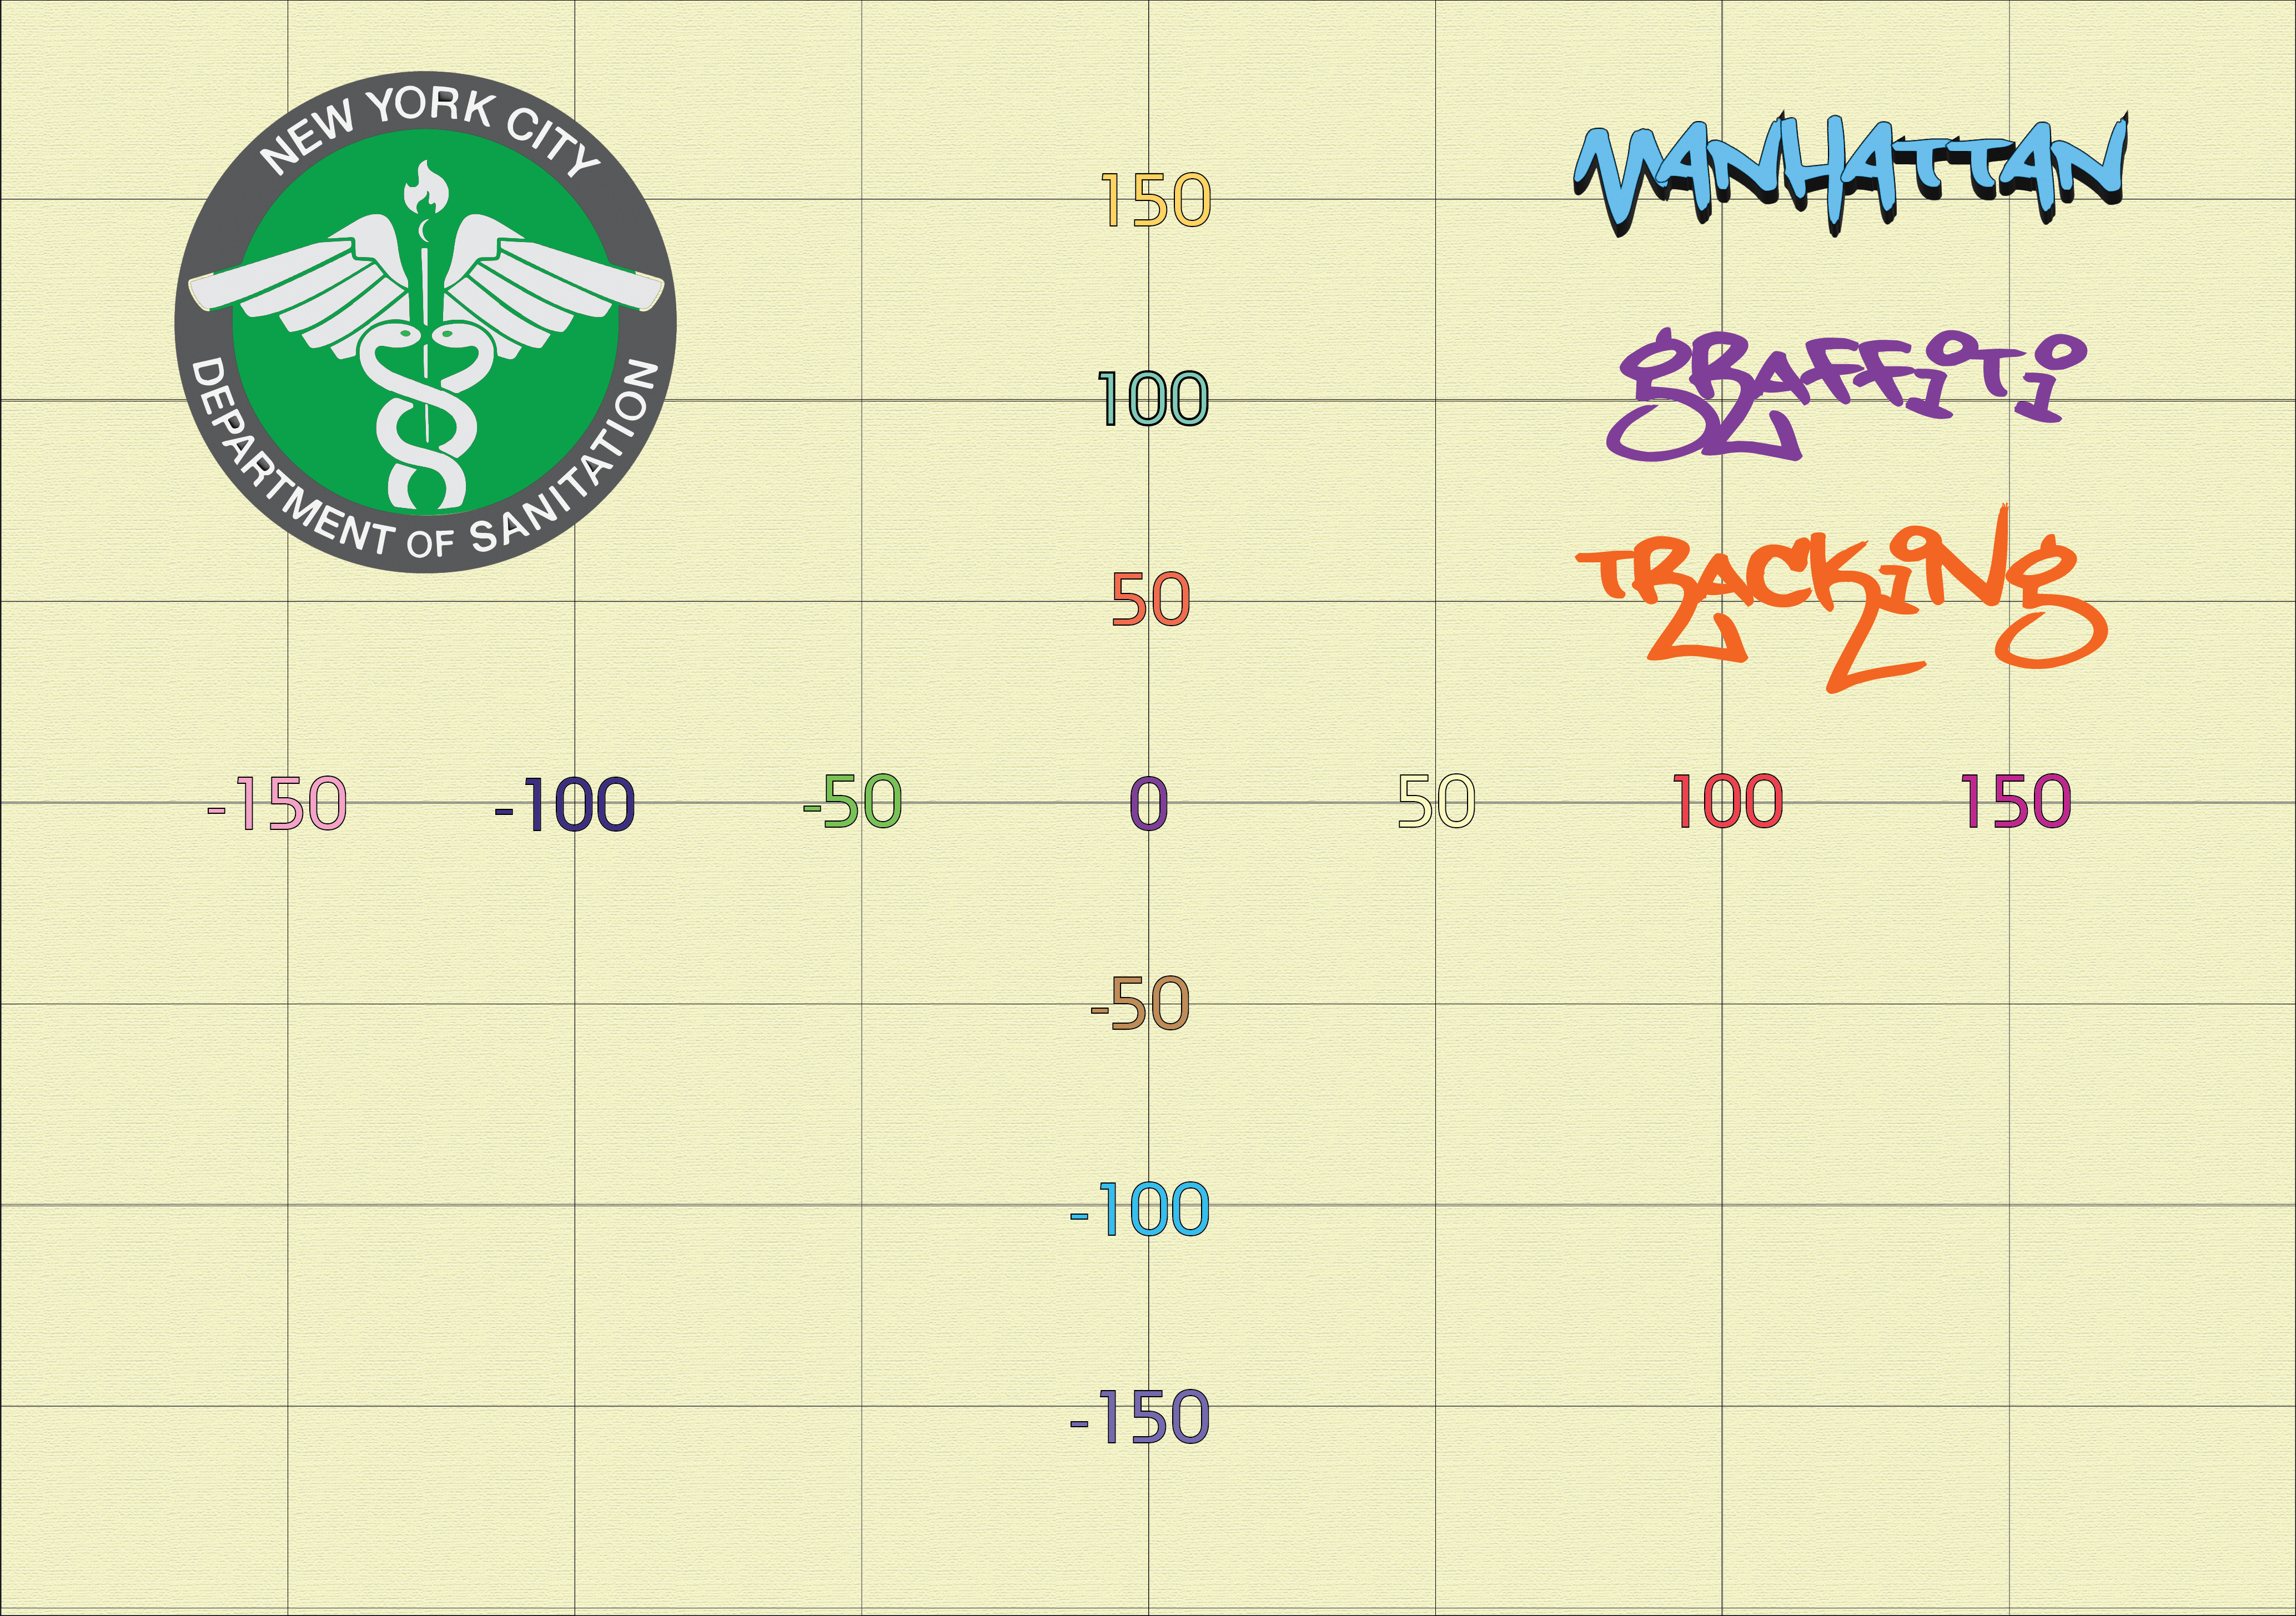 NEW YORK CITY
DEPARTMENT OF SANITATION
MANHATTAN
gRAFFiTi
TRACKiNg
150
100
50
-150 -100 -50 0 50 100 150
-50
-100
-150